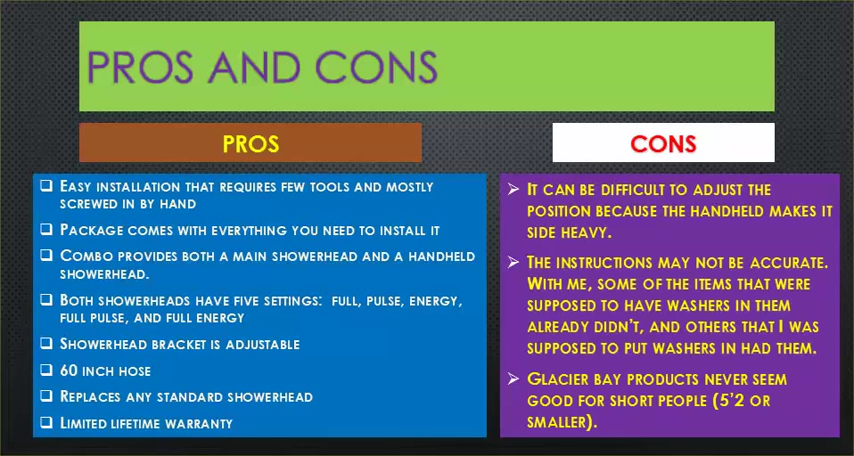 PROS AND CONS
PROS
CONS
❑ EASY INSTALLATION THAT REQUIRES FEW TOOLS AND MOSTLY
SCREWED IN BY HAND
❑ PACKAGE COMES WITH EVERYTHING YOU NEED TO INSTALL IT
❑ COMBO PROVIDES BOTH A MAIN SHOWERHEAD AND A HANDHELD
SHOWERHEAD.
❑ BOTH SHOWERHEADS HAVE FIVE SETTINGS: FULL, PULSE, ENERGY,
FULL PULSE, AND FULL ENERGY
❑ SHOWERHEAD BRACKET IS ADJUSTABLE
❑ 60 INCH HOSE
❑ REPLACES ANY STANDARD SHOWERHEAD
❑ LIMITED LIFETIME WARRANTY
➢ IT CAN BE DIFFICULT TO ADJUST THE
POSITION BECAUSE THE HANDHELD MAKES IT
SIDE HEAVY.
➢ THE INSTRUCTIONS MAY NOT BE ACCURATE.
WITH ME, SOME OF THE ITEMS THAT WERE
SUPPOSED TO HAVE WASHERS IN THEM
ALREADY DIDN'T, AND OTHERS THAT I WAS
SUPPOSED TO PUT WASHERS IN HAD THEM.
➢ GLACIER BAY PRODUCTS NEVER SEEM
GOOD FOR SHORT PEOPLE (5'2 OR
SMALLER).